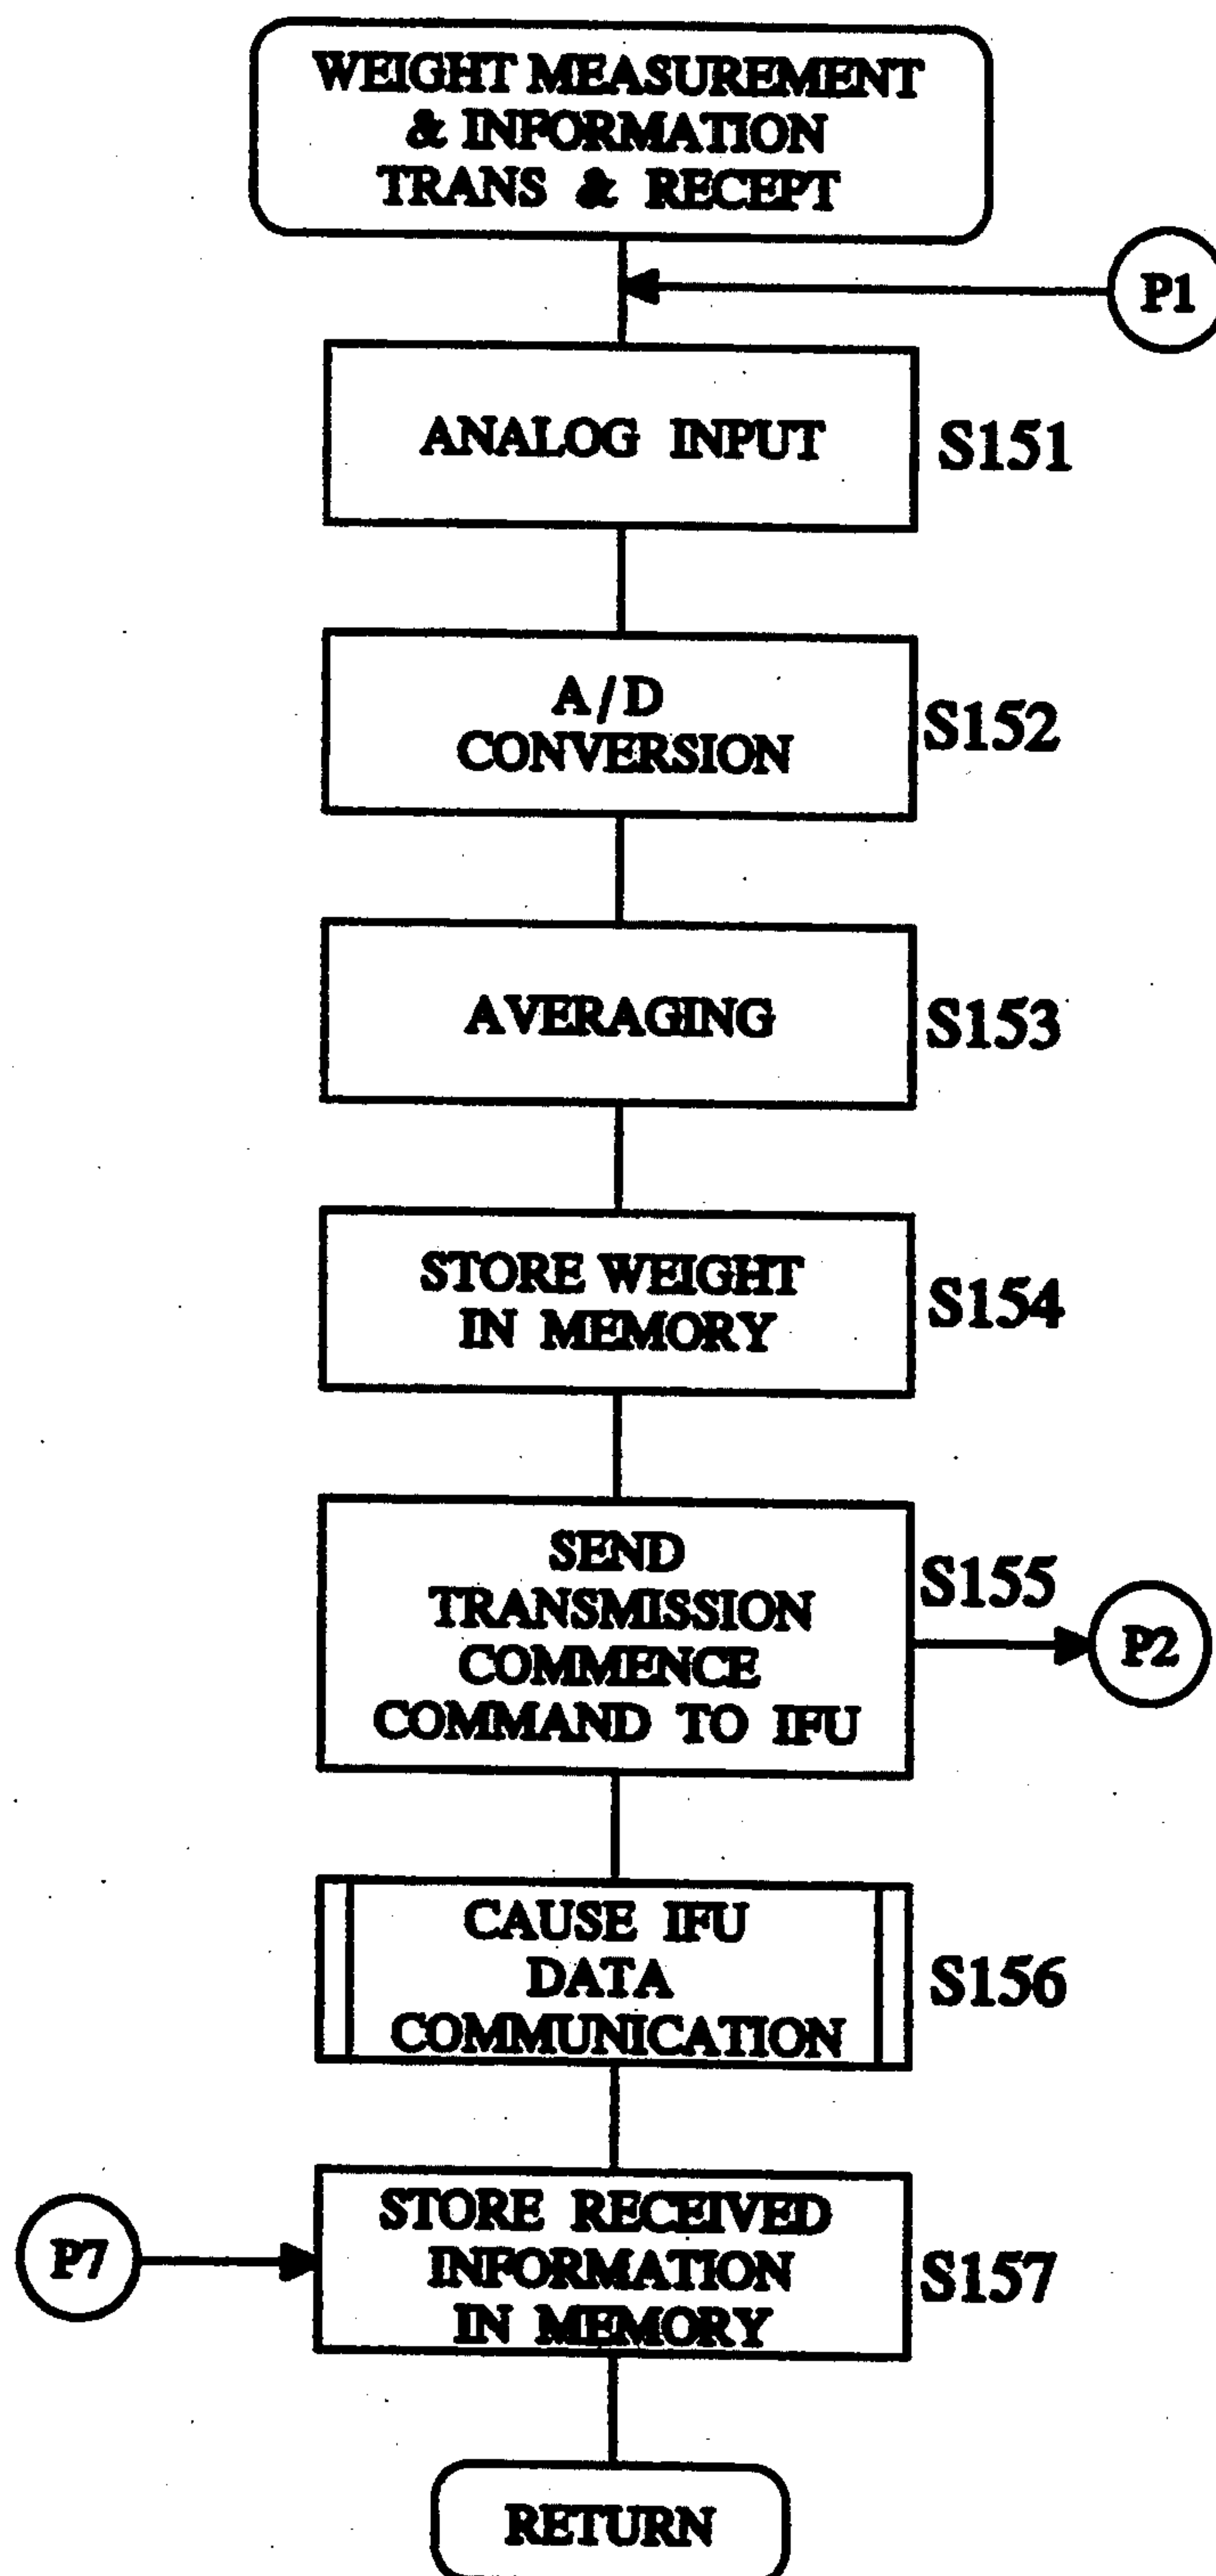 WEIGHT MEASUREMENT
& INFORMATION
TRANS & RECEPT
P1
ANALOG INPUT
S151
A/D
CONVERSION
S152
AVERAGING
S153
STORE WEIGHT
IN MEMORY
S154
SEND
TRANSMISSION
COMMENCE
COMMAND TO IFU
S155
P2
CAUSE IFU
DATA
COMMUNICATION
S156
P7
STORE RECEIVED
INFORMATION
IN MEMORY
S157
RETURN